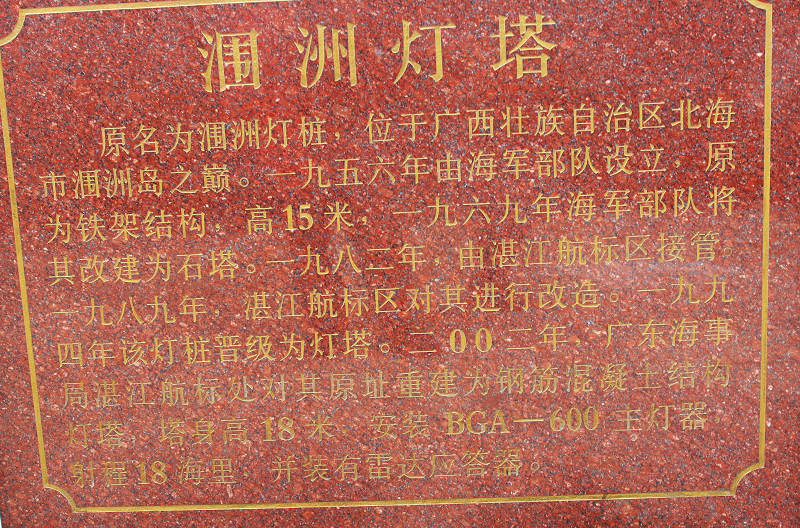 涠洲灯塔
原名为涠洲灯桩，位于广西壮族自治区北海
市涠洲岛之巅。一九五六年由海军部队设立，原
为铁架结构，高15米，一九六九年海军部队将
其改建为石塔。一九八二年，由湛江航标区接管。
一九八九年，湛江航标区对其进行改造。一九九
四年该灯桩晋级为灯塔。二00二年，广东海事
局湛江航标处对其原址重建为钢筋混凝土结构
灯塔，塔身高18米，安装BGA—600主灯器，
射程18海里，并装有雷达应答器。